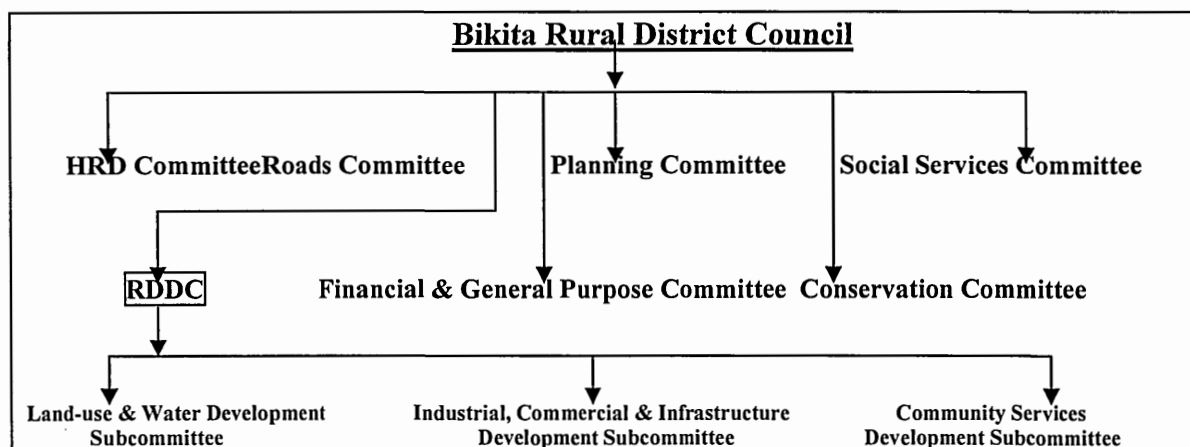 Bikita Rural District Council
HRD CommitteeRoads Committee Planning Committee Social Services Committee
RDDC Financial & General Purpose Committee Conservation Committee
Land-use & Water Development Industrial, Commercial & Infrastructure Community Services
Subcommittee Development Subcommittee Development Subcommittee